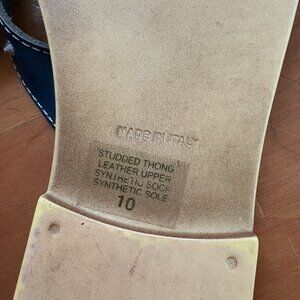 MADE IN ITALY
STUDDED THONG
LEATHER UPPER
SYNTHETIC SOCK
SYNTHETIC SOLE
10